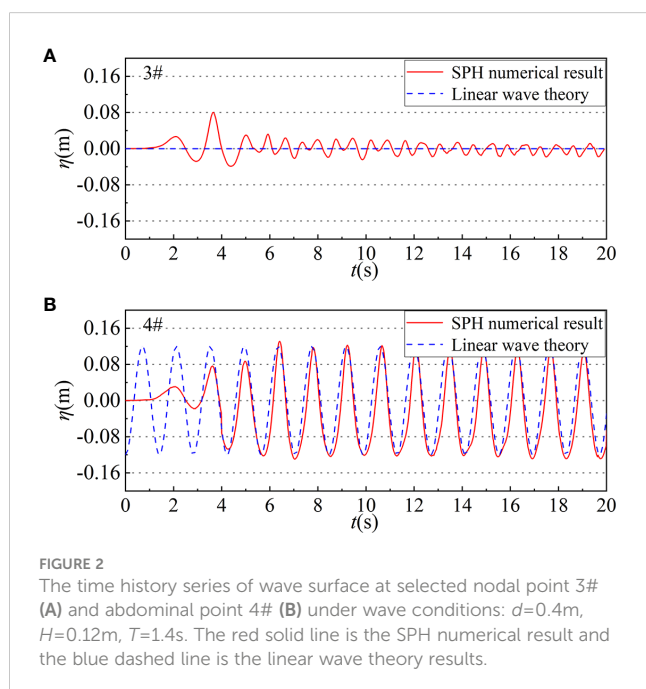 A
3#
SPH numerical result
Linear wave theory
0.16
0.08
0.00
-0.08
-0.16
η(m)
0 2 4 6 8 10 12 14 16 18 20
t(s)
B
4#
SPH numerical result
Linear wave theory
0.16
0.08
0.00
-0.08
-0.16
η(m)
0 2 4 6 8 10 12 14 16 18 20
t(s)
FIGURE 2
The time history series of wave surface at selected nodal point 3#
(A) and abdominal point 4# (B) under wave conditions: d=0.4m,
H=0.12m, T=1.4s. The red solid line is the SPH numerical result and
the blue dashed line is the linear wave theory results.